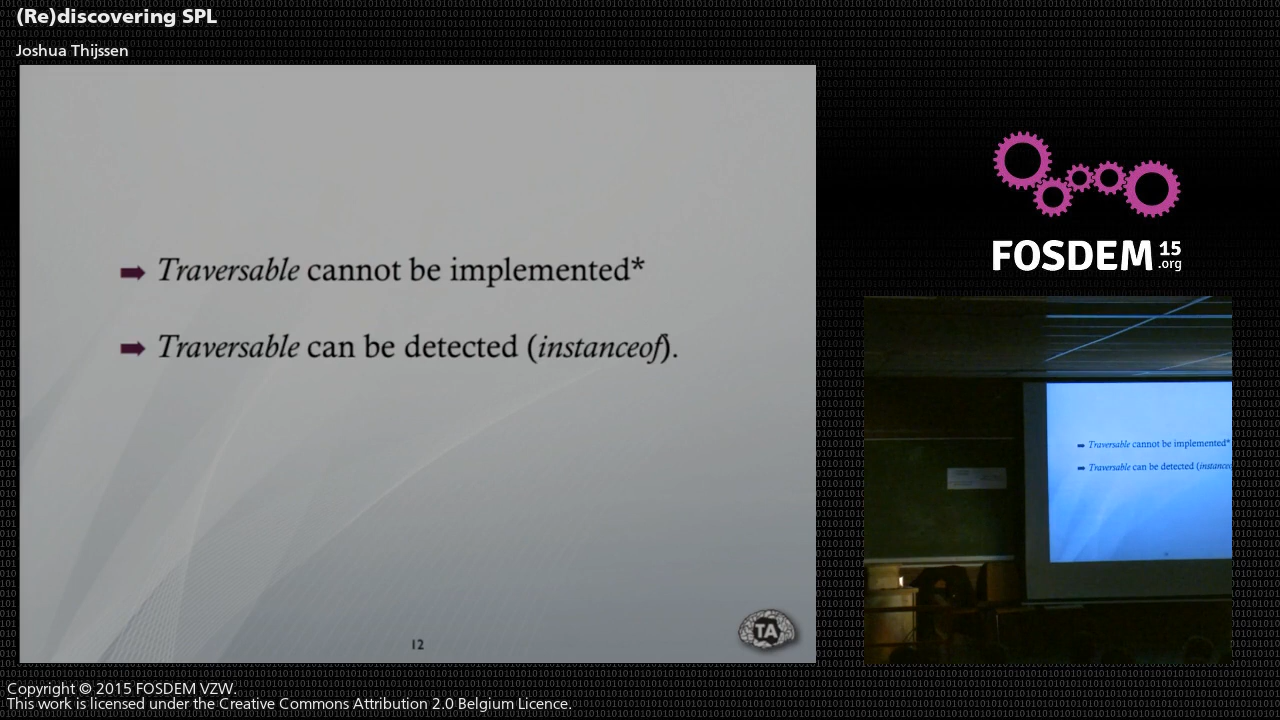 (Re)discovering SPL
Joshua Thijssen
➡ Traversable cannot be implemented*
➡ Traversable can be detected (instanceof).
12
TA
FOSDEM 15
.org
Traversable cannot be implemented*
Traversable can be detected (instanceo
Copyright © 2015 FOSDEM VZW.
This work is licensed under the Creative Commons Attribution 2.0 Belgium Licence.